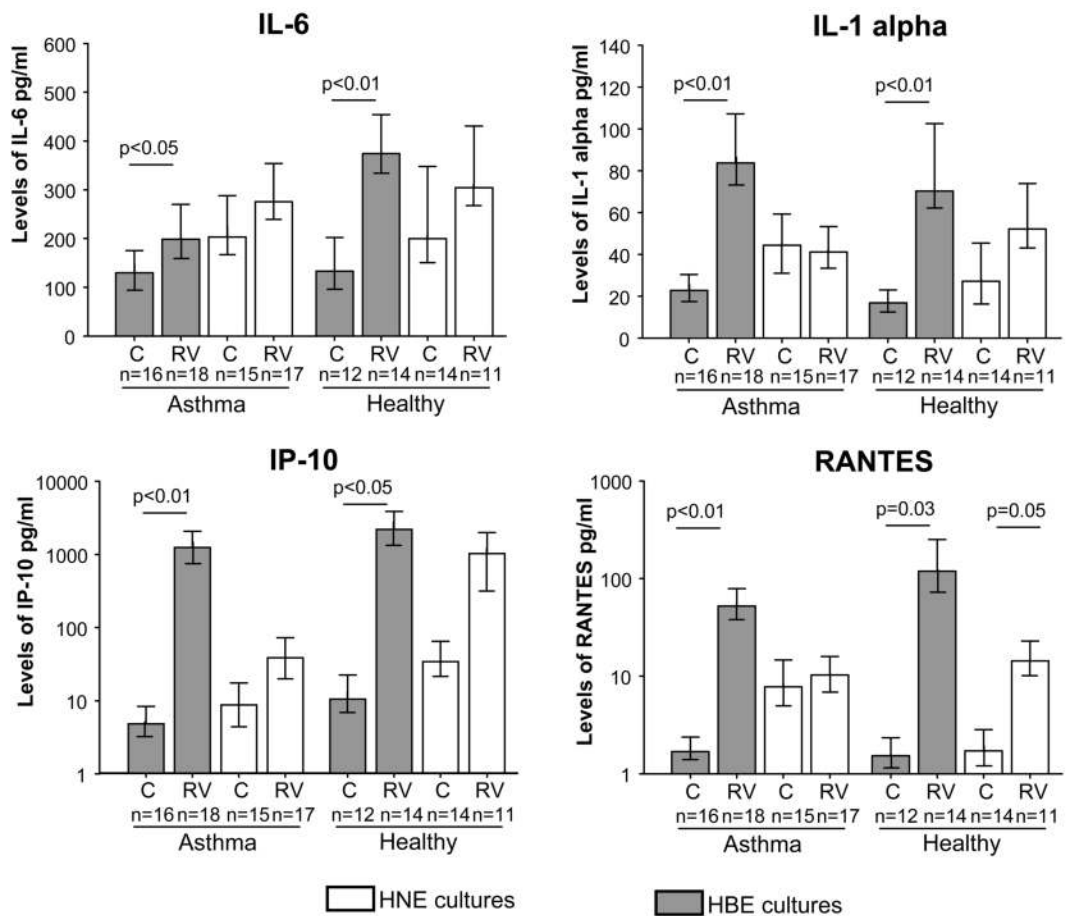 IL-6
Levels of IL-6 pg/ml
600
500
400
300
200
100
0
p<0.05
p<0.01
C RV C RV C RV C RV
n=16 n=18 n=15 n=17 n=12 n=14 n=14 n=11
Asthma Healthy
IL-1 alpha
Levels of IL-1 alpha pg/ml
140
120
100
80
60
40
20
0
p<0.01
p<0.01
C RV C RV C RV C RV
n=16 n=18 n=15 n=17 n=12 n=14 n=14 n=11
Asthma Healthy
IP-10
Levels of IP-10 pg/ml
10000
1000
100
10
1
p<0.01
p<0.05
C RV C RV C RV C RV
n=16 n=18 n=15 n=17 n=12 n=14 n=14 n=11
Asthma Healthy
RANTES
Levels of RANTES pg/ml
1000
100
10
1
p<0.01
p=0.03
p=0.05
C RV C RV C RV C RV
n=16 n=18 n=15 n=17 n=12 n=14 n=14 n=11
Asthma Healthy
HNE cultures
HBE cultures